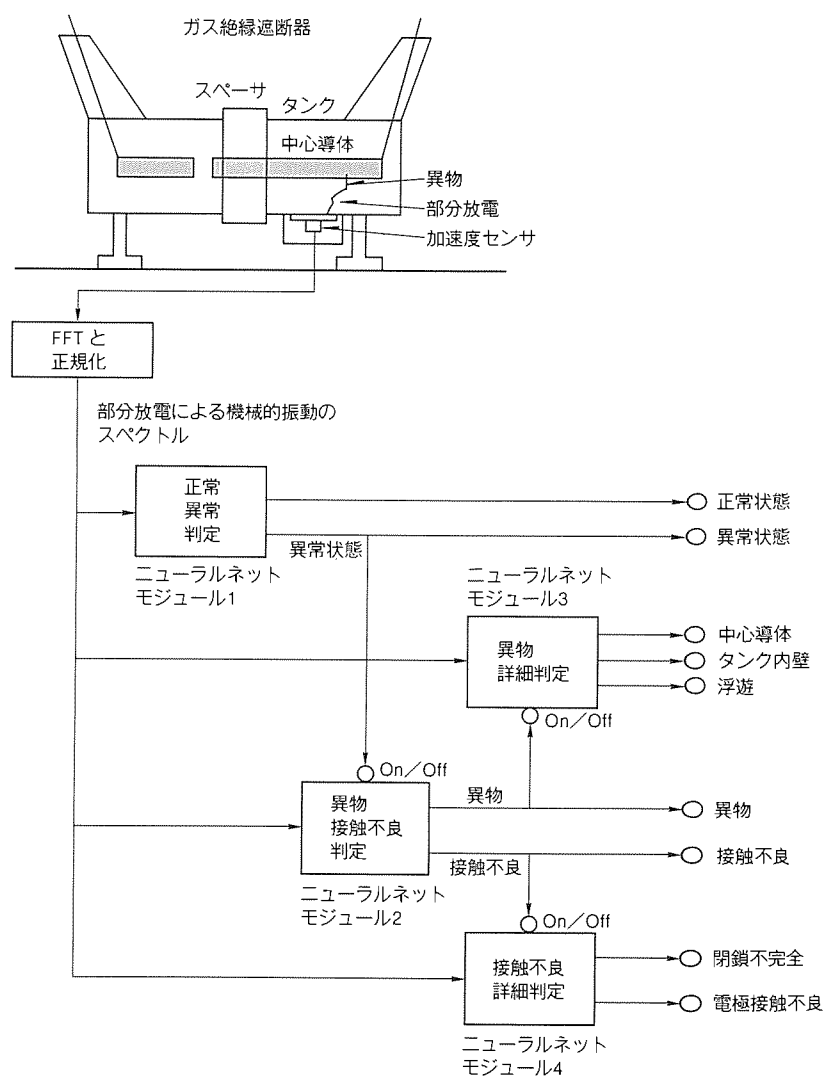 ガス絶縁遮断器
スペーサ
タンク
中心導体
異物
部分放電
加速度センサ
FFTと
正規化
部分放電による機械的振動の
スペクトル
正常
異常
判定
正常状態
異常状態
異常状態
ニューラルネット
モジュール1
ニューラルネット
モジュール3
異物
詳細判定
中心導体
タンク内壁
浮遊
On/Off
On/Off
異物
接触不良
判定
異物
異物
接触不良
接触不良
ニューラルネット
モジュール2
On/Off
接触不良
詳細判定
閉鎖不完全
電極接触不良
ニューラルネット
モジュール4